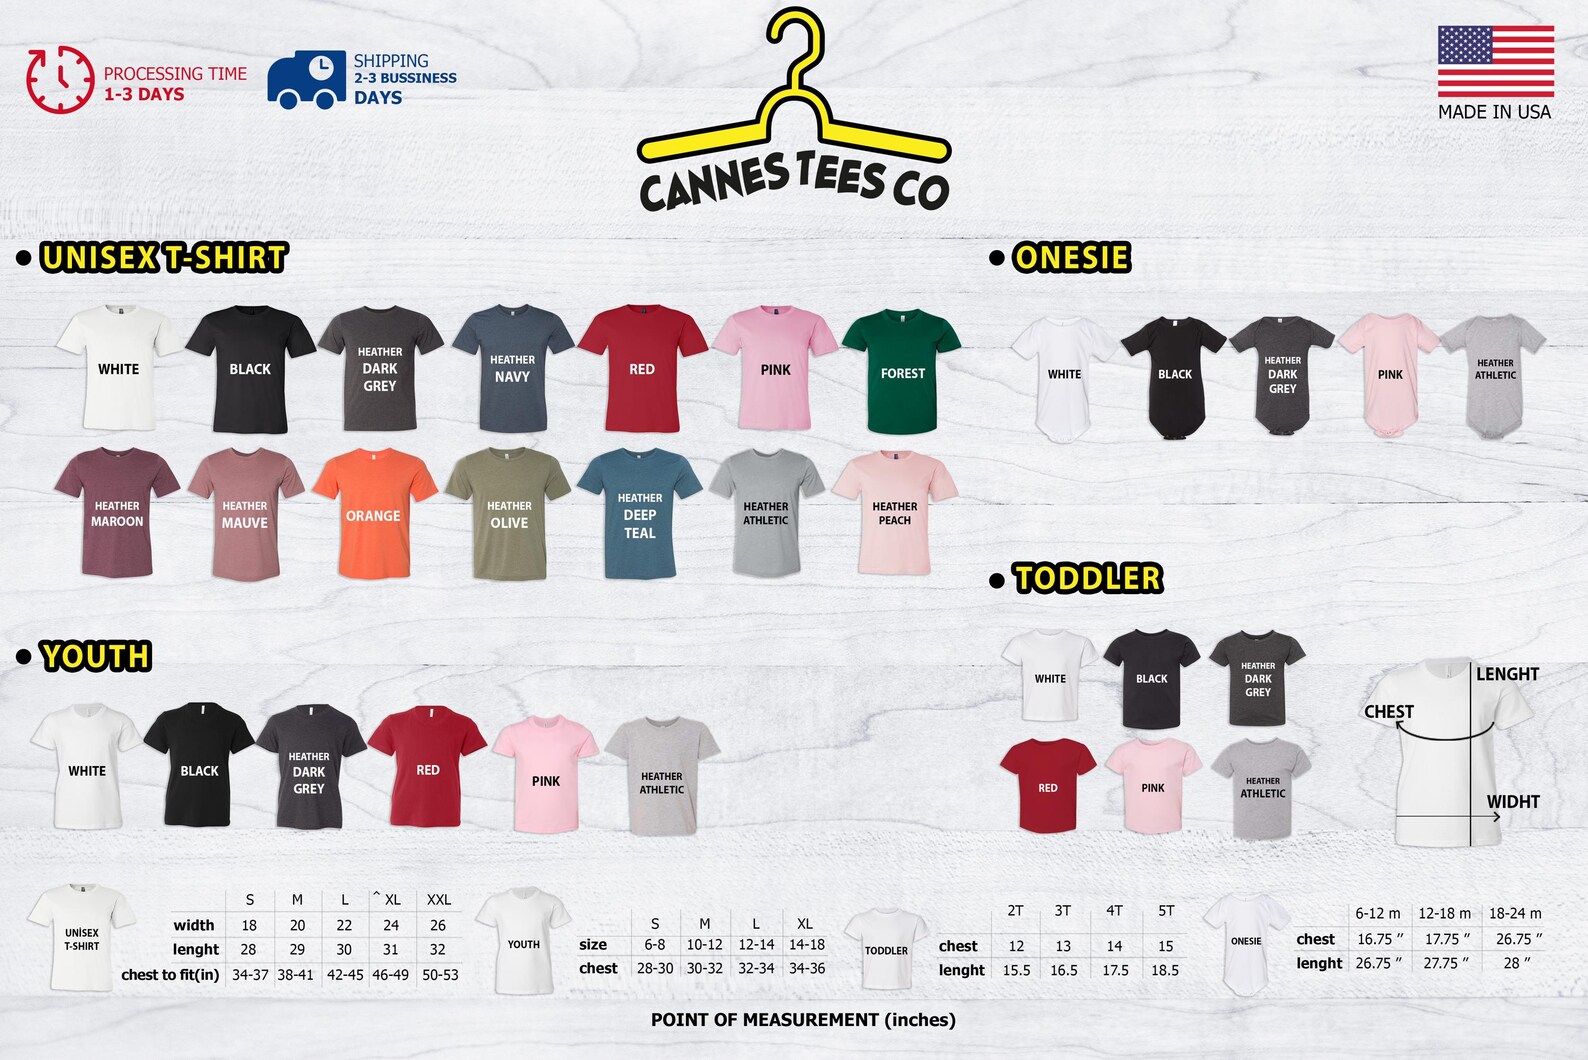 PROCESSING TIME
1-3 DAYS
SHIPPING
2-3 BUSSINESS
DAYS
CANNES TEES CO
MADE IN USA
• UNISEX T-SHIRT
WHITE
BLACK
HEATHER
DARK
GREY
HEATHER
NAVY
RED
PINK
FOREST
HEATHER
MAROON
HEATHER
MAUVE
ORANGE
HEATHER
OLIVE
HEATHER
DEEP
TEAL
HEATHER
ATHLETIC
HEATHER
PEACH
• ONESIE
WHITE
BLACK
HEATHER
DARK
GREY
PINK
HEATHER
ATHLETIC
• YOUTH
WHITE
BLACK
HEATHER
DARK
GREY
RED
PINK
HEATHER
ATHLETIC
• TODDLER
WHITE
BLACK
HEATHER
DARK
GREY
RED
PINK
HEATHER
ATHLETIC
LENGHT
CHEST
WIDHT
UNİSEX
T-SHIRT
S M L ^ XL XXL
width 18 20 22 24 26
lenght 28 29 30 31 32
chest to fit(in) 34-37 38-41 42-45 46-49 50-53
YOUTH
S M L XL
size 6-8 10-12 12-14 14-18
chest 28-30 30-32 32-34 34-36
TODDLER
2T 3T 4T 5T
chest 12 13 14 15
lenght 15.5 16.5 17.5 18.5
ONESIE
6-12 m 12-18 m 18-24 m
chest 16.75 " 17.75 " 26.75 "
lenght 26.75 " 27.75 " 28 "
POINT OF MEASUREMENT (inches)